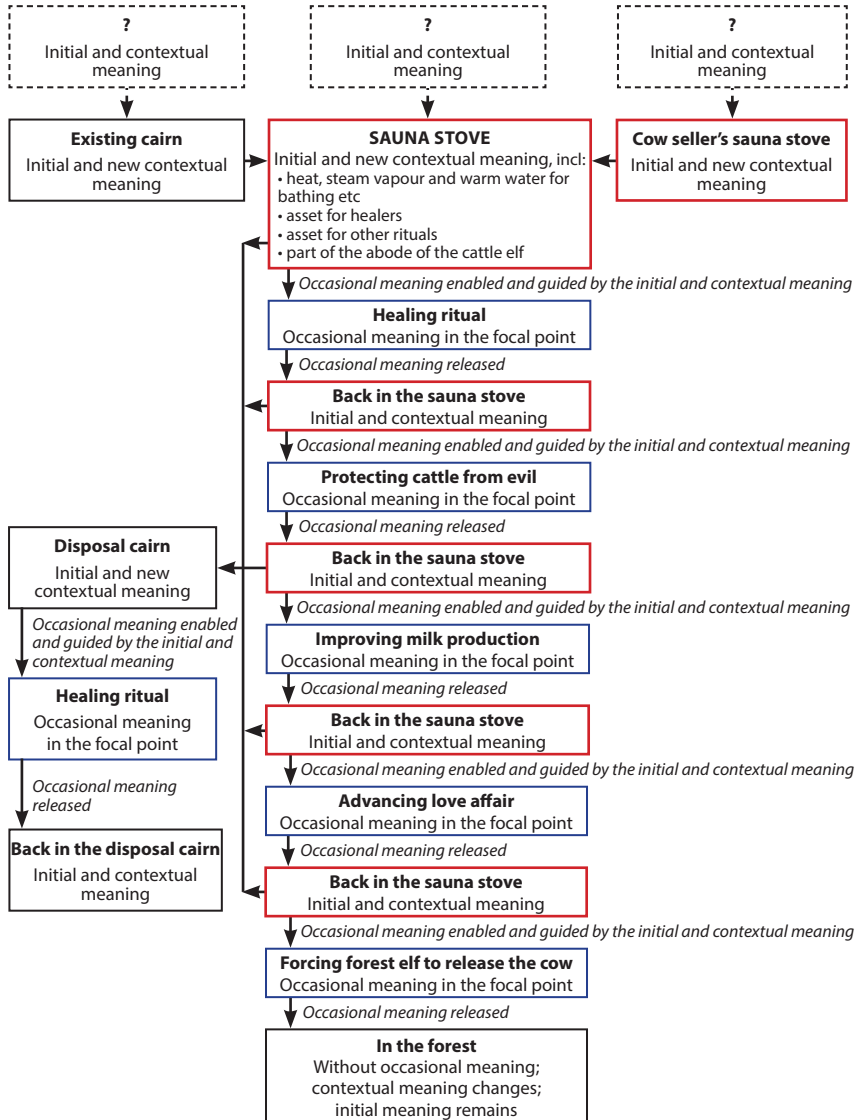 ?
Initial and contextual
meaning
?
Initial and contextual
meaning
?
Initial and contextual
meaning
Existing cairn
Initial and new contextual
meaning
SAUNA STOVE
Initial and new contextual meaning, incl:
• heat, steam vapour and warm water for
bathing etc
• asset for healers
• asset for other rituals
• part of the abode of the cattle elf
Cow seller's sauna stove
Initial and new contextual
meaning
Occasional meaning enabled and guided by the initial and contextual meaning
Healing ritual
Occasional meaning in the focal point
Occasional meaning released
Back in the sauna stove
Initial and contextual meaning
Occasional meaning enabled and guided by the initial and contextual meaning
Protecting cattle from evil
Occasional meaning in the focal point
Occasional meaning released
Back in the sauna stove
Initial and contextual meaning
Occasional meaning enabled and guided by the initial and contextual meaning
Improving milk production
Occasional meaning in the focal point
Occasional meaning released
Back in the sauna stove
Initial and contextual meaning
Occasional meaning enabled and guided by the initial and contextual meaning
Advancing love affair
Occasional meaning in the focal point
Occasional meaning released
Back in the sauna stove
Initial and contextual meaning
Occasional meaning enabled and guided by the initial and contextual meaning
Forcing forest elf to release the cow
Occasional meaning in the focal point
Occasional meaning released
In the forest
Without occasional meaning;
contextual meaning changes;
initial meaning remains
Disposal cairn
Initial and new
contextual meaning
Occasional meaning enabled
and guided by the initial and
contextual meaning
Healing ritual
Occasional meaning
in the focal point
Occasional meaning
released
Back in the disposal cairn
Initial and contextual
meaning